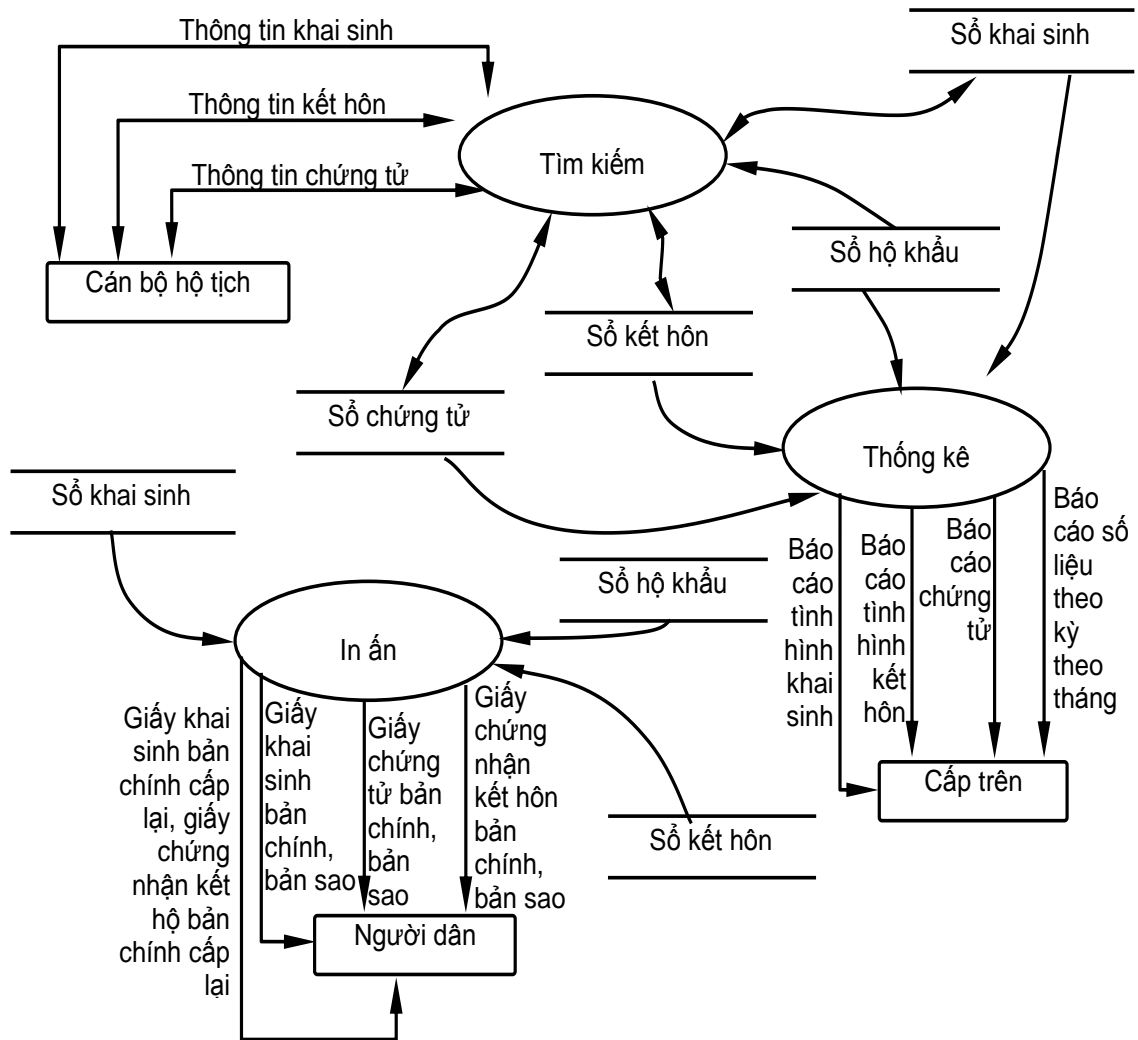 Thông tin khai sinh
Sổ khai sinh
Thông tin kết hôn
Tìm kiếm
Thông tin chứng tử
Sổ hộ khẩu
Cán bộ hộ tịch
Sổ kết hôn
Sổ chứng tử
Thống kê
Sổ khai sinh
Báo
cáo
tình
hình
khai
sinh
Báo
cáo
tình
hình
kết
hôn
Báo
cáo
chứng
tử
Báo
cáo số
liệu
theo
kỳ
theo
tháng
Sổ hộ khẩu
In ấn
Giấy khai
sinh bản
chính cấp
lại, giấy
chứng
nhận kết
hộ bản
chính cấp
lại
Giấy
khai
sinh
bản
chính,
bản sao
Giấy
chứng
tử bản
chính,
bản
sao
Giấy
chứng
nhận
kết hôn
bản
chính,
bản sao
Cấp trên
Sổ kết hôn
Người dân